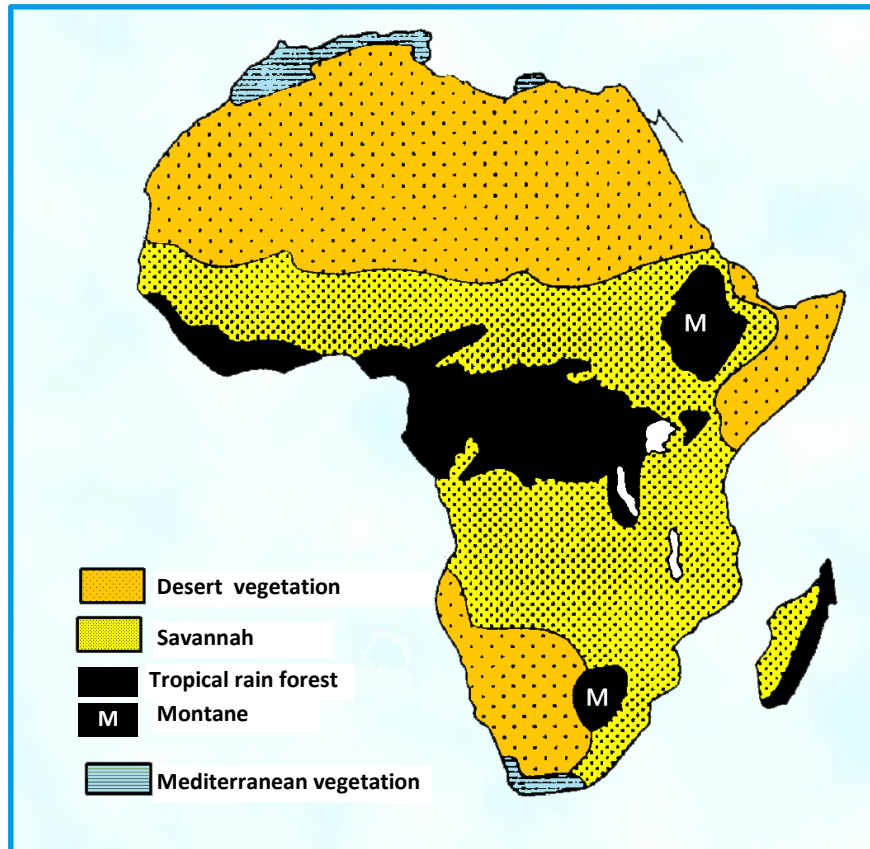 M
M
Desert vegetation
Savannah
Tropical rain forest
M Montane
Mediterranean vegetation